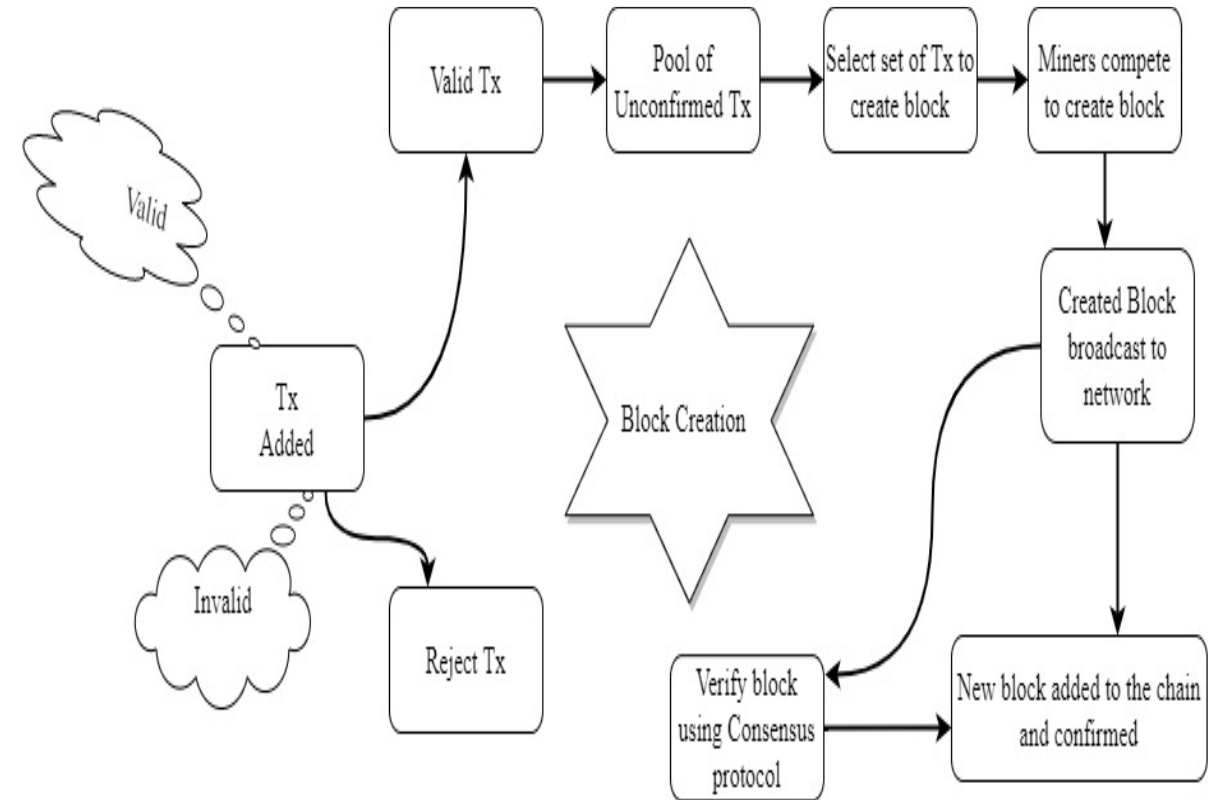 Valid Tx
Pool of
Unconfirmed Tx
Select set of Tx to
create block
Miners compete
to create block
Valid
Created Block
broadcast to
network
Tx
Added
Block Creation
Invalid
Reject Tx
Verify block
using Consensus
protocol
New block added to the chain
and confirmed